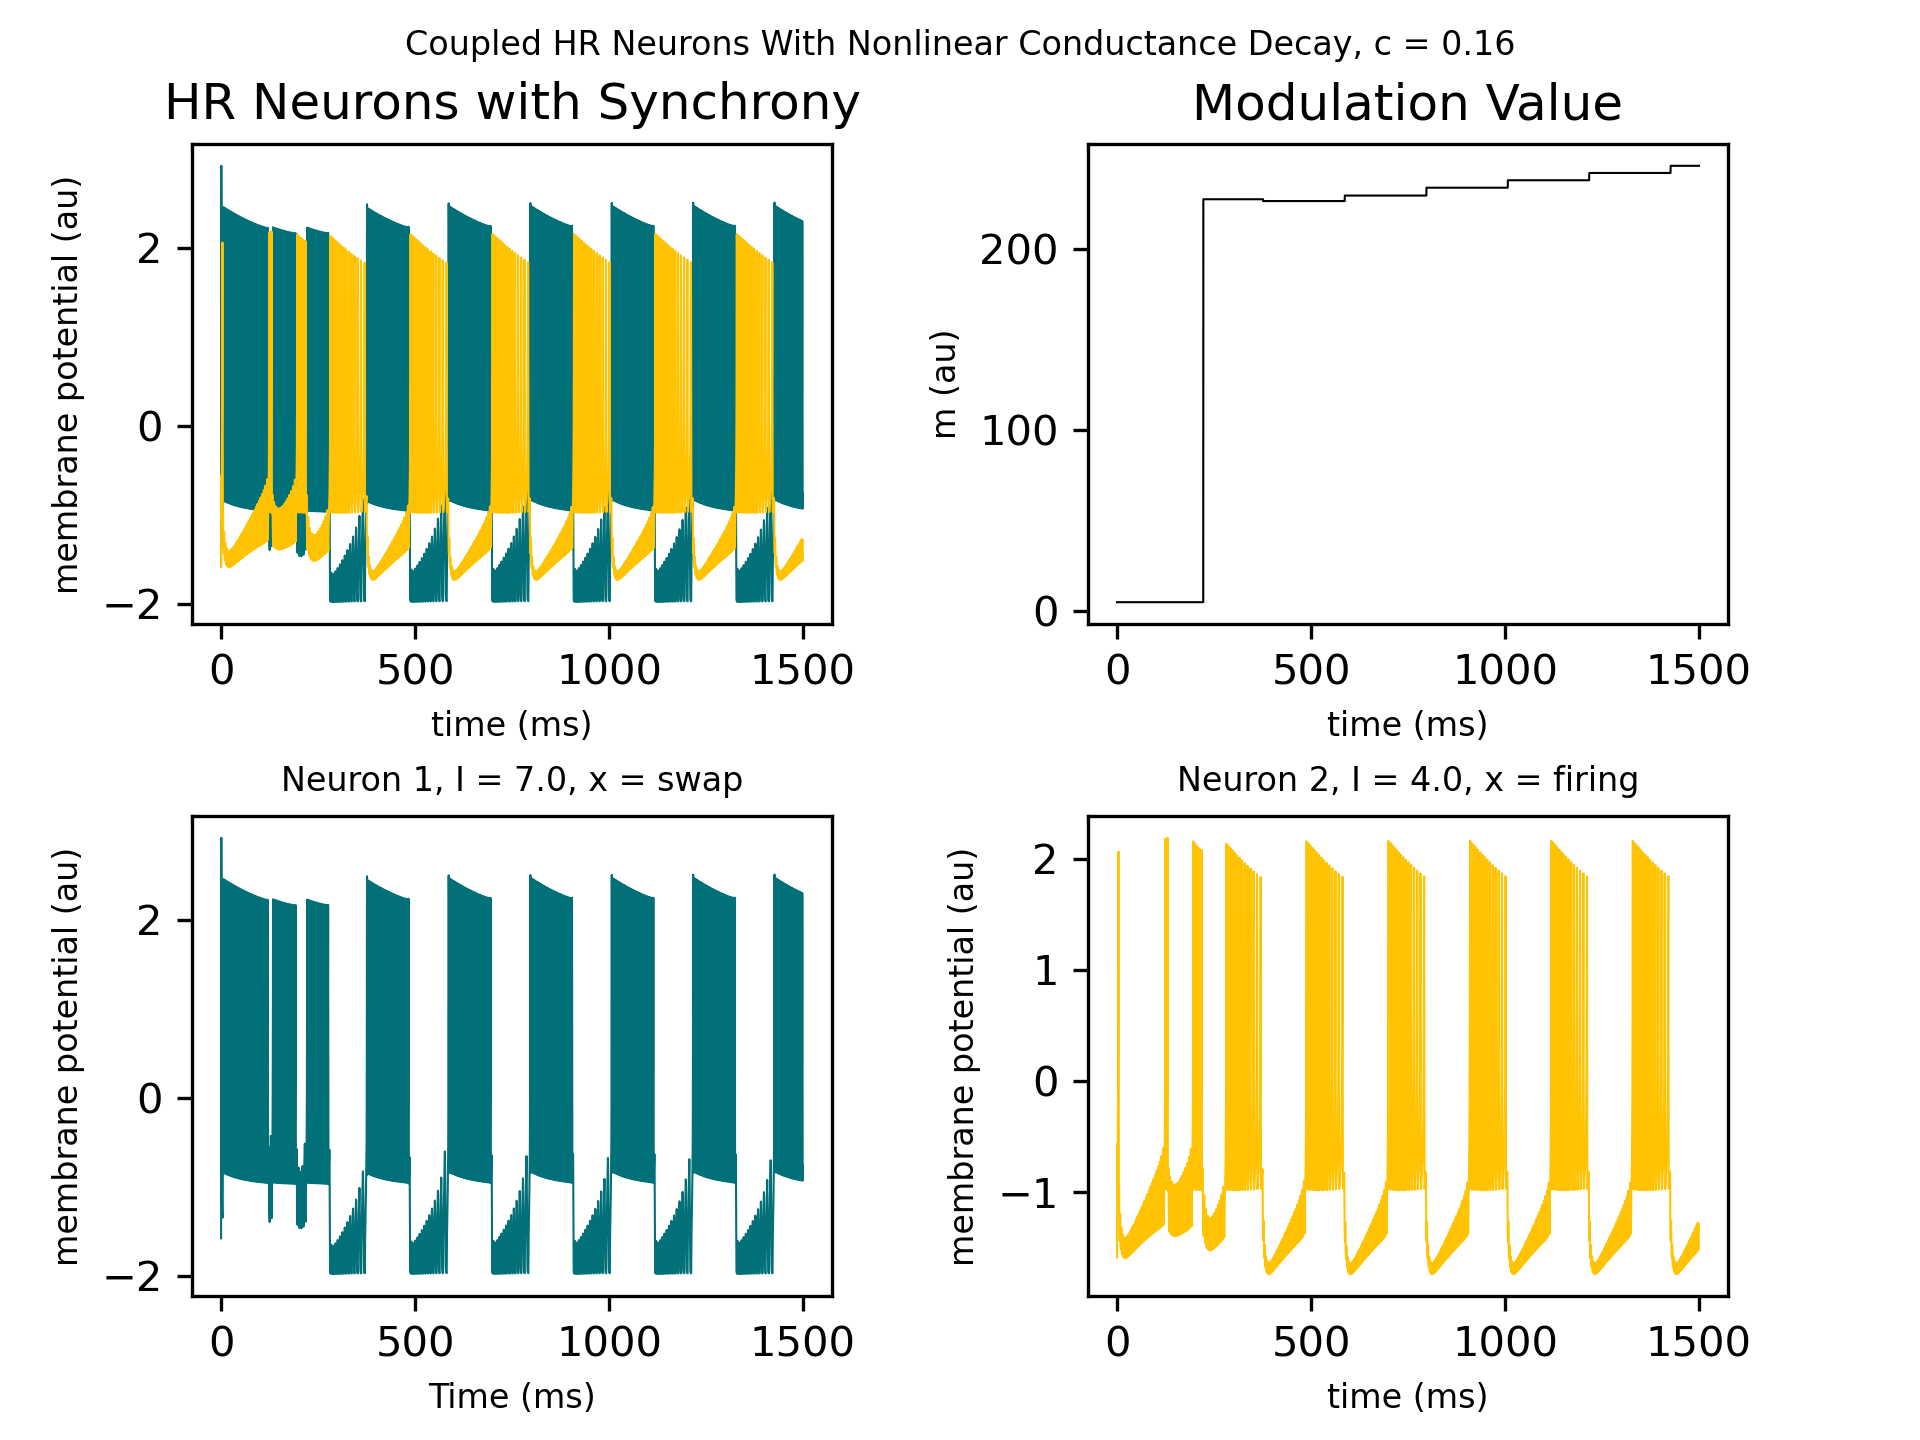 Coupled HR Neurons With Nonlinear Conductance Decay, c = 0.16
HR Neurons with Synchrony
membrane potential (au)
2
0
−2
0 500 1000 1500
time (ms)
Modulation Value
m (au)
200
100
0
0 500 1000 1500
time (ms)
Neuron 1, I = 7.0, x = swap
membrane potential (au)
2
0
−2
0 500 1000 1500
Time (ms)
Neuron 2, I = 4.0, x = firing
membrane potential (au)
2
1
0
−1
0 500 1000 1500
time (ms)